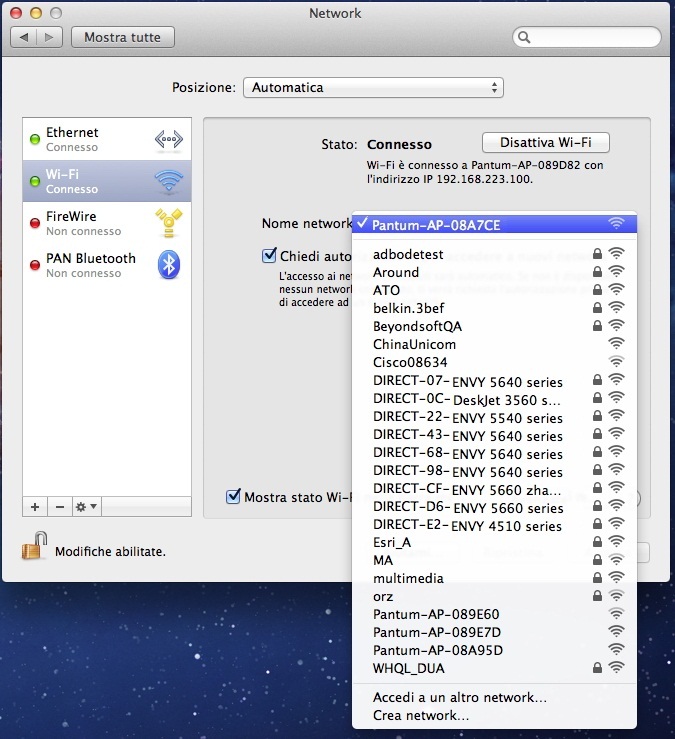 Network
Mostra tutte
Posizione: Automatica
Ethernet
Connesso
Wi-Fi
Connesso
FireWire
Non connesso
PAN Bluetooth
Non connesso
Stato: Connesso
Disattiva Wi-Fi
Wi-Fi è connesso a Pantum-AP-089D82 con
l'indirizzo IP 192.168.223.100.
Nome network
Pantum-AP-08A7CE
Chiedi
L'accesso ai
nessun network
di accedere ad
adbodetest
Around
ATO
belkin.3bef
BeyondsoftQA
ChinaUnicom
Cisco08634
DIRECT-07-ENVY 5640 series
DIRECT-0C-DeskJet 3560 s...
DIRECT-22-ENVY 5540 series
DIRECT-43-ENVY 5640 series
DIRECT-68-ENVY 5640 series
DIRECT-98-ENVY 5640 series
DIRECT-CF-ENVY 5660 zha...
DIRECT-D6-ENVY 5660 series
DIRECT-E2-ENVY 4510 series
Esri_A
MA
multimedia
orz
Pantum-AP-089E60
Pantum-AP-089E7D
Pantum-AP-08A95D
WHQL_DUA
Accedi a un altro network...
Crea network...
Mostra stato Wi-F
Modifiche abilitate.